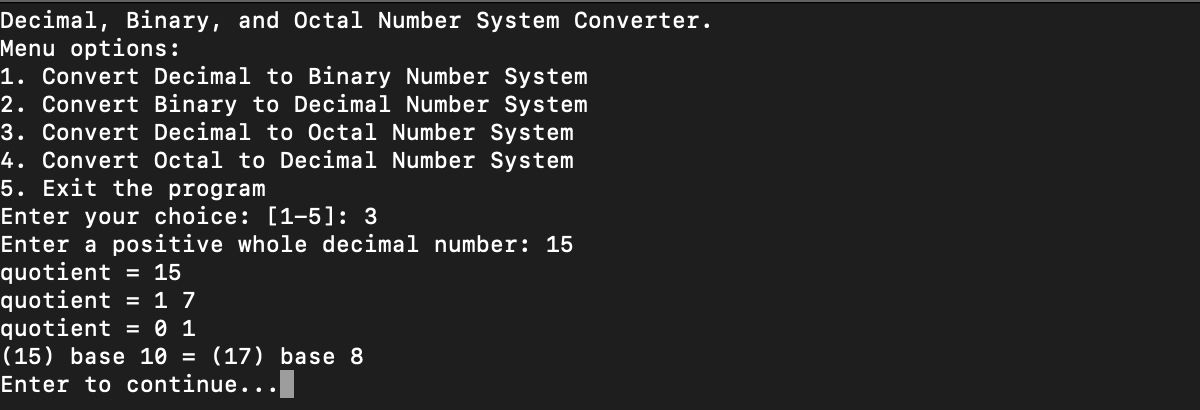 Decimal, Binary, and Octal Number System Converter.
Menu options:
1. Convert Decimal to Binary Number System
2. Convert Binary to Decimal Number System
3. Convert Decimal to Octal Number System
4. Convert Octal to Decimal Number System
5. Exit the program
Enter your choice: [1-5]: 3
Enter a positive whole decimal number: 15
quotient = 15
quotient = 1 7
quotient = 0 1
(15) base 10 = (17) base 8
Enter to continue...